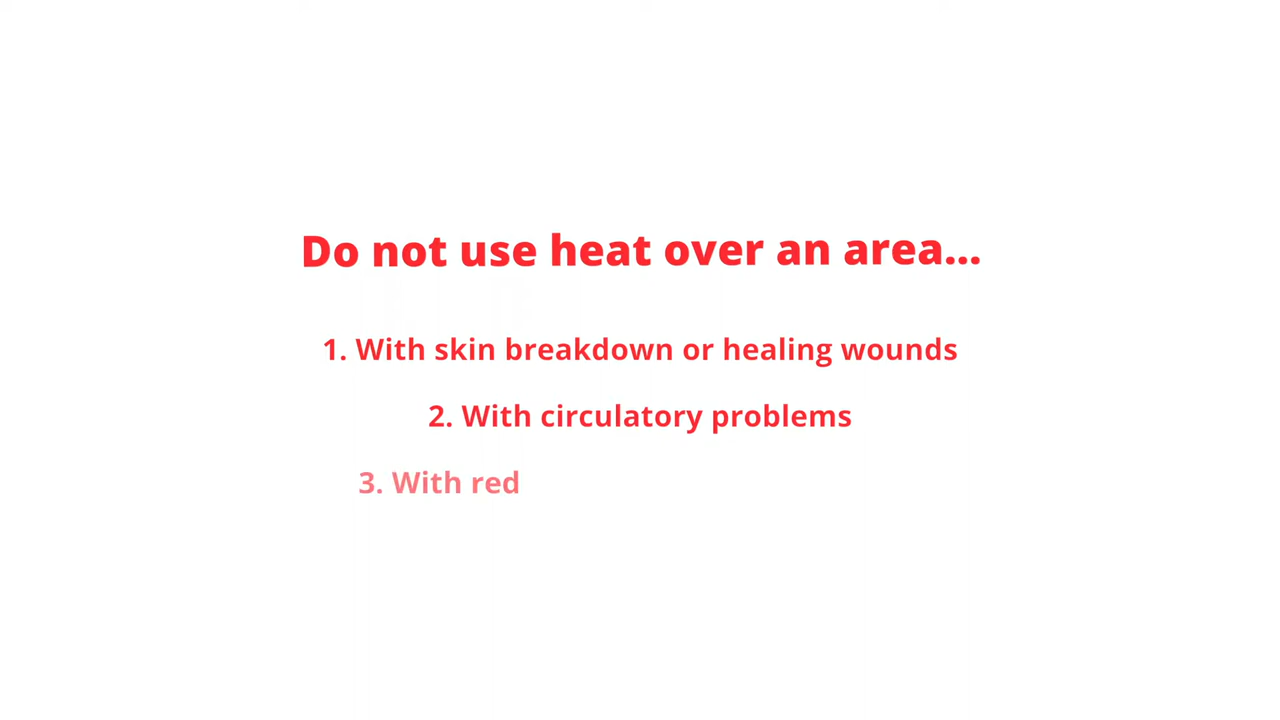 Do not use heat over an area...
1. With skin breakdown or healing wounds
2. With circulatory problems
3. With red